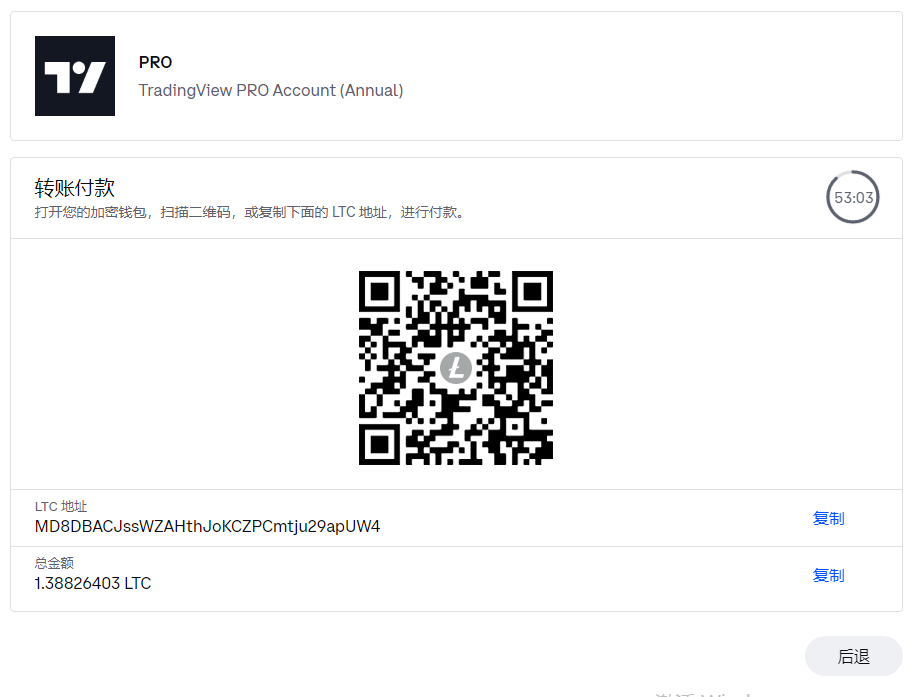 PRO
TradingView PRO Account (Annual)
转账付款
打开您的加密钱包，扫描二维码，或复制下面的 LTC 地址，进行付款。
53:03
LTC 地址
MD8DBACJssWZAHthJoKCZPCmtju29apUW4
复制
总金额
1.38826403 LTC
复制
后退